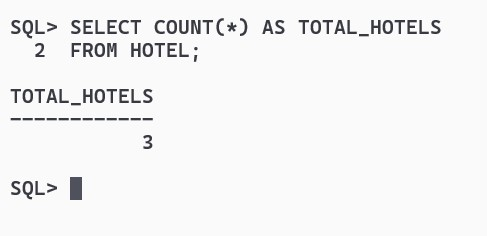 SQL> SELECT COUNT(*) AS TOTAL_HOTELS
  2  FROM HOTEL;
TOTAL_HOTELS
------------
           3
SQL>